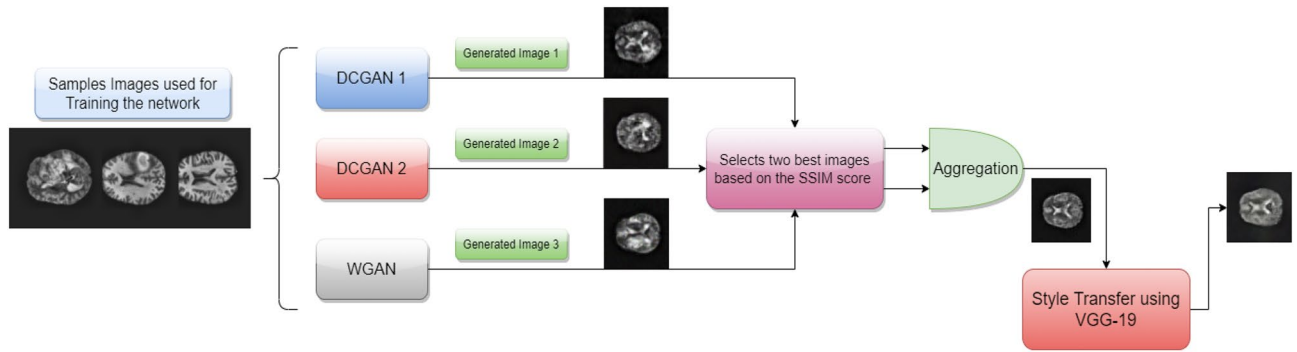 Samples Images used for
Training the network
DCGAN 1
Generated Image 1
DCGAN 2
Generated Image 2
WGAN
Generated Image 3
Selects two best images
based on the SSIM score
Aggregation
Style Transfer using
VGG-19